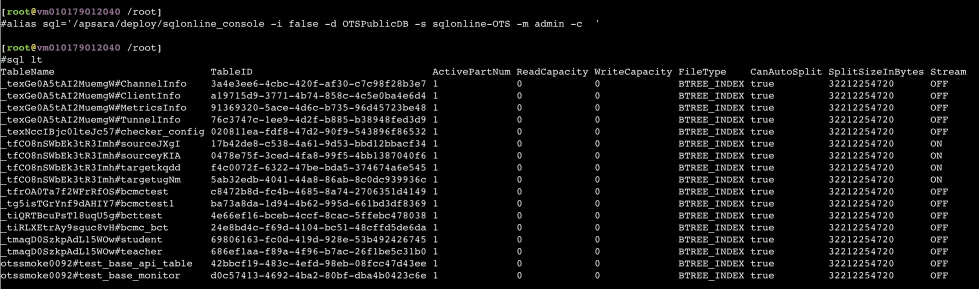 [root@vm010179012040 /root]
#alias sql='/apsara/deploy/sqlonline_console -i false -d OTSPublicDB -s sqlonline-OTS -m admin -c  '
[root@vm010179012040 /root]
#sql lt
TableName TableID ActivePartNum ReadCapacity WriteCapacity FileType CanAutoSplit SplitSizeInBytes Stream
_texGe0A5tAI2MuemgW#ChannelInfo 3a4e3ee6-4cbc-420f-af30-c7c98f28b3e7 1 0 0 BTREE_INDEX true 32212254720 OFF
_texGe0A5tAI2MuemgW#ClientInfo a19715d9-3771-4b74-858c-4c5e0ba4e6d4 1 0 0 BTREE_INDEX true 32212254720 OFF
_texGe0A5tAI2MuemgW#MetricsInfo 91369320-5ace-4d6c-b735-96d45723be48 1 0 0 BTREE_INDEX true 32212254720 OFF
_texGe0A5tAI2MuemgW#TunnelInfo 76c3747c-1ee9-4d2f-b885-b38948fed3d9 1 0 0 BTREE_INDEX true 32212254720 OFF
_texNccIBjc0lteJc57#checker_config 020811ea-fdf8-47d2-90f9-543896f86532 1 0 0 BTREE_INDEX true 32212254720 OFF
_tfCO8nSWbEk3tR3Imh#sourceJXgI 17b42de8-c538-4a61-9d53-bbd12bbacf34 1 0 0 BTREE_INDEX true 32212254720 ON
_tfCO8nSWbEk3tR3Imh#sourceyKIA 0478e75f-3ced-4fa8-99f5-4bb1387040f6 1 0 0 BTREE_INDEX true 32212254720 ON
_tfCO8nSWbEk3tR3Imh#targetkqdd f4c0072f-6322-47be-bda5-374674a6e545 1 0 0 BTREE_INDEX true 32212254720 ON
_tfCO8nSWbEk3tR3Imh#targetugNm 5ab32edb-4041-44a8-86ab-8c0dc939936c 1 0 0 BTREE_INDEX true 32212254720 ON
_tfrOA0Ta7f2WFrRfOS#bcmctest c8472b8d-fc4b-4685-8a74-2706351d4149 1 0 0 BTREE_INDEX true 32212254720 OFF
_tg5isTGrYnf9dAHIY7#bcmctest1 ba73a8da-1d94-4b62-995d-661bd3df8369 1 0 0 BTREE_INDEX true 32212254720 OFF
_tiQRTBcuPsTl8uqU5g#bcttest 4e66ef16-bceb-4ccf-8cac-5ffebc478038 1 0 0 BTREE_INDEX true 32212254720 OFF
_tiRLXEtrAy9sguc8vH#bcmc_bct 24e8bd4c-f69d-4104-bc51-48cffd5de6da 1 0 0 BTREE_INDEX true 32212254720 OFF
_tmaqD0SzkpAdL15WOw#student 69806163-fc0d-419d-928e-53b492426745 1 0 0 BTREE_INDEX true 32212254720 OFF
_tmaqD0SzkpAdL15WOw#teacher 686ef1aa-f89a-4f96-b7ac-26f1be5c31b0 1 0 0 BTREE_INDEX true 32212254720 OFF
otssmoke0092#test_base_api_table 42bbcf19-483c-4efd-98eb-08fcc47d43ee 1 0 0 BTREE_INDEX true 32212254720 OFF
otssmoke0092#test_base_monitor d0c57413-4692-4ba2-80bf-dba4b0423c6e 1 0 0 BTREE_INDEX true 32212254720 OFF